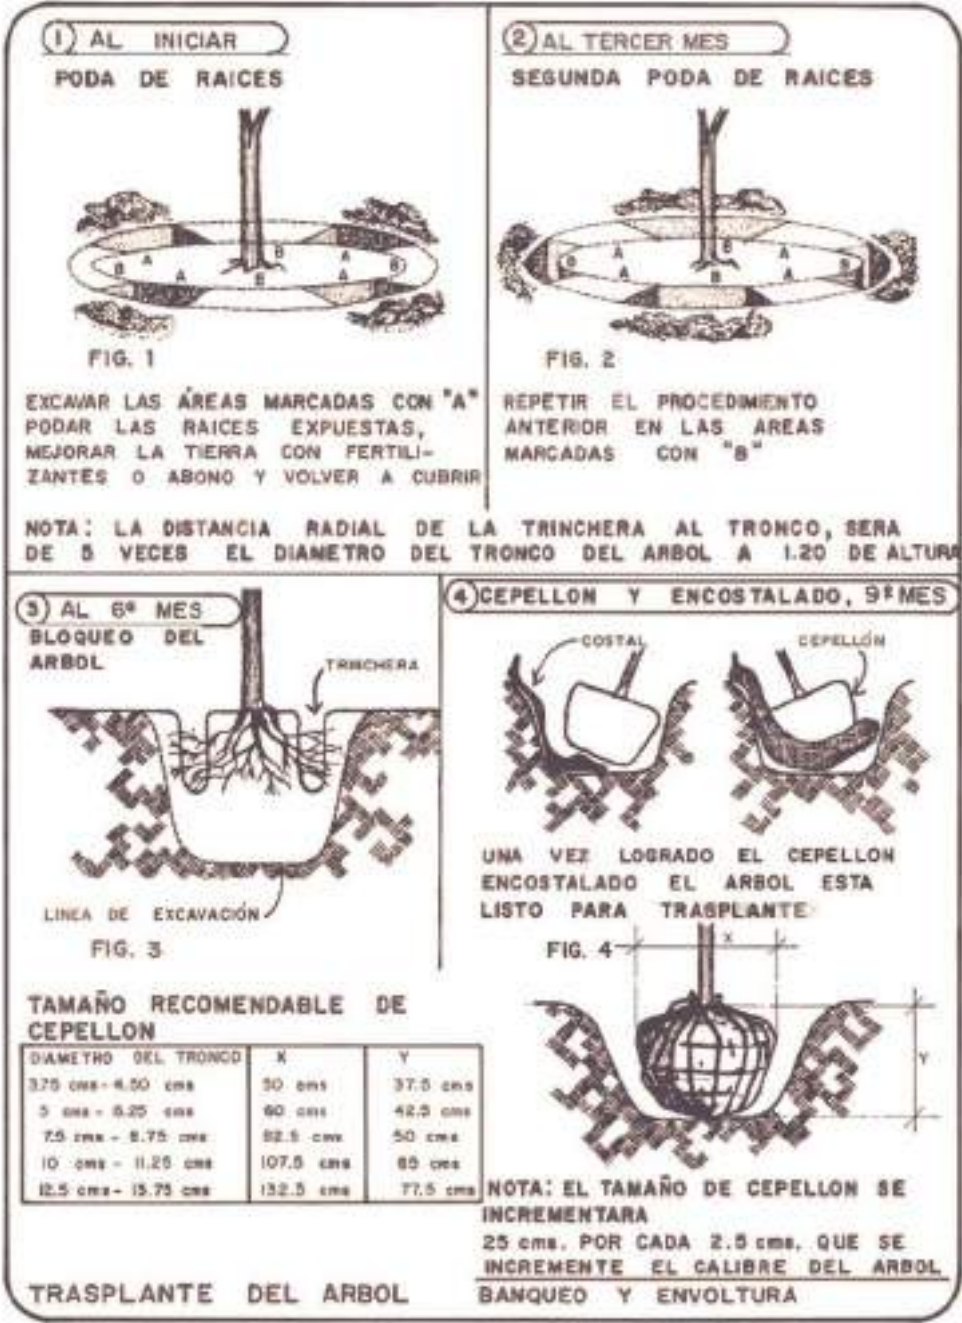 1 AL INICIAR
PODA DE RAICES
B
A
A
B
B
A
A
B
FIG. 1
EXCAVAR LAS ÁREAS MARCADAS CON "A"
PODAR LAS RAICES EXPUESTAS,
MEJORAR LA TIERRA CON FERTILI-
ZANTES O ABONO Y VOLVER A CUBRIR
2 AL TERCER MES
SEGUNDA PODA DE RAICES
B
A
A
B
B
A
A
B
FIG. 2
REPETIR EL PROCEDIMIENTO
ANTERIOR EN LAS AREAS
MARCADAS CON "B"
NOTA: LA DISTANCIA RADIAL DE LA TRINCHERA AL TRONCO, SERA
DE 5 VECES EL DIAMETRO DEL TRONCO DEL ARBOL A 1.20 DE ALTURA
3 AL 6º MES
BLOQUEO DEL
ARBOL
TRINCHERA
LINEA DE EXCAVACIÓN
FIG. 3
4 CEPELLON Y ENCOSTALADO, 9º MES
COSTAL
CEPELLÓN
UNA VEZ LOGRADO EL CEPELLON
ENCOSTALADO EL ARBOL ESTA
LISTO PARA TRASPLANTE
FIG. 4
X
Y
TAMAÑO RECOMENDABLE DE
CEPELLON
DIAMETRO DEL TRONCO X Y
3.75 cms - 4.50 cms 50 cms 37.5 cms
5 cms - 6.25 cms 60 cms 42.5 cms
7.5 cms - 8.75 cms 82.5 cms 50 cms
10 cms - 11.25 cms 107.5 cms 65 cms
12.5 cms - 13.75 cms 132.5 cms 77.5 cms
NOTA: EL TAMAÑO DE CEPELLON SE
INCREMENTARA
25 cms. POR CADA 2.5 cms. QUE SE
INCREMENTE EL CALIBRE DEL ARBOL
TRASPLANTE DEL ARBOL
BANQUEO Y ENVOLTURA